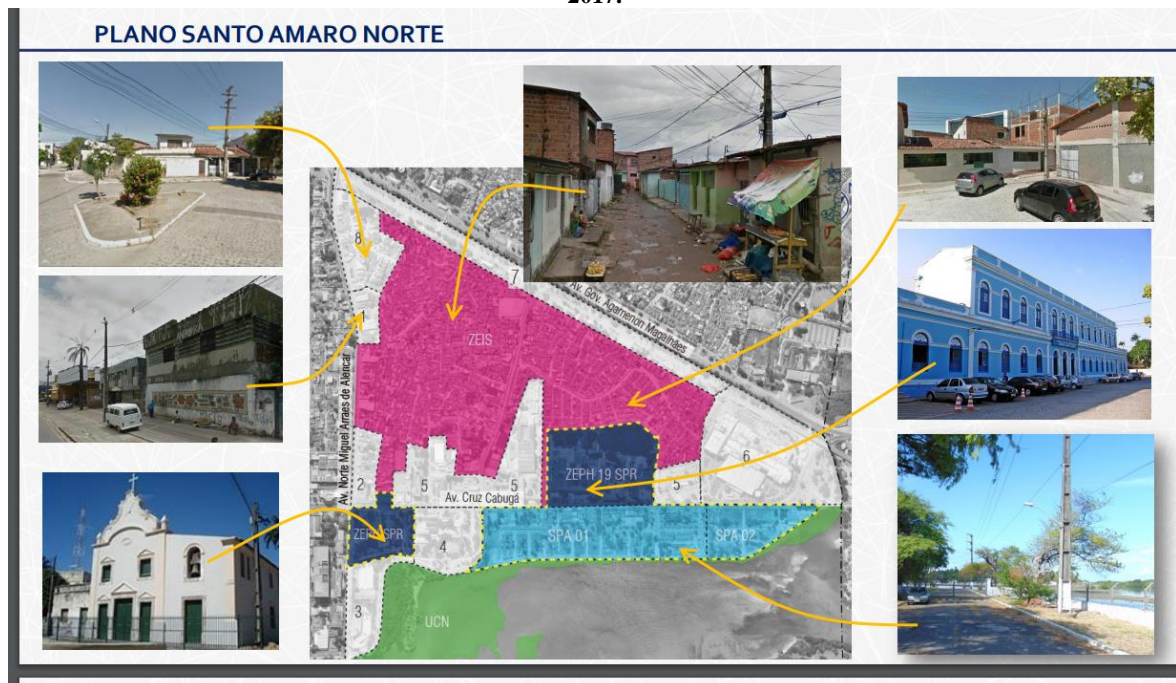 2017.
PLANO SANTO AMARO NORTE
8
7
Av. Gov. Agamenon Magalhães
1
ZEIS
Av. Norte Miguel Arraes de Alencar
6
ZEPH 19 SPR
2
5
5
5
Av. Cruz Cabugá
SPR
4
SPA 01
SPA 02
3
UCN